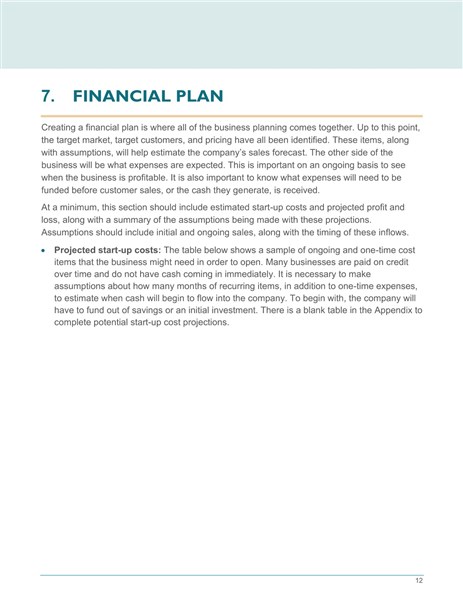 7. FINANCIAL PLAN
Creating a financial plan is where all of the business planning comes together. Up to this point,
the target market, target customers, and pricing have all been identified. These items, along
with assumptions, will help estimate the company's sales forecast. The other side of the
business will be what expenses are expected. This is important on an ongoing basis to see
when the business is profitable. It is also important to know what expenses will need to be
funded before customer sales, or the cash they generate, is received.
At a minimum, this section should include estimated start-up costs and projected profit and
loss, along with a summary of the assumptions being made with these projections.
Assumptions should include initial and ongoing sales, along with the timing of these inflows.
• Projected start-up costs: The table below shows a sample of ongoing and one-time cost
items that the business might need in order to open. Many businesses are paid on credit
over time and do not have cash coming in immediately. It is necessary to make
assumptions about how many months of recurring items, in addition to one-time expenses,
to estimate when cash will begin to flow into the company. To begin with, the company will
have to fund out of savings or an initial investment. There is a blank table in the Appendix to
complete potential start-up cost projections.
12